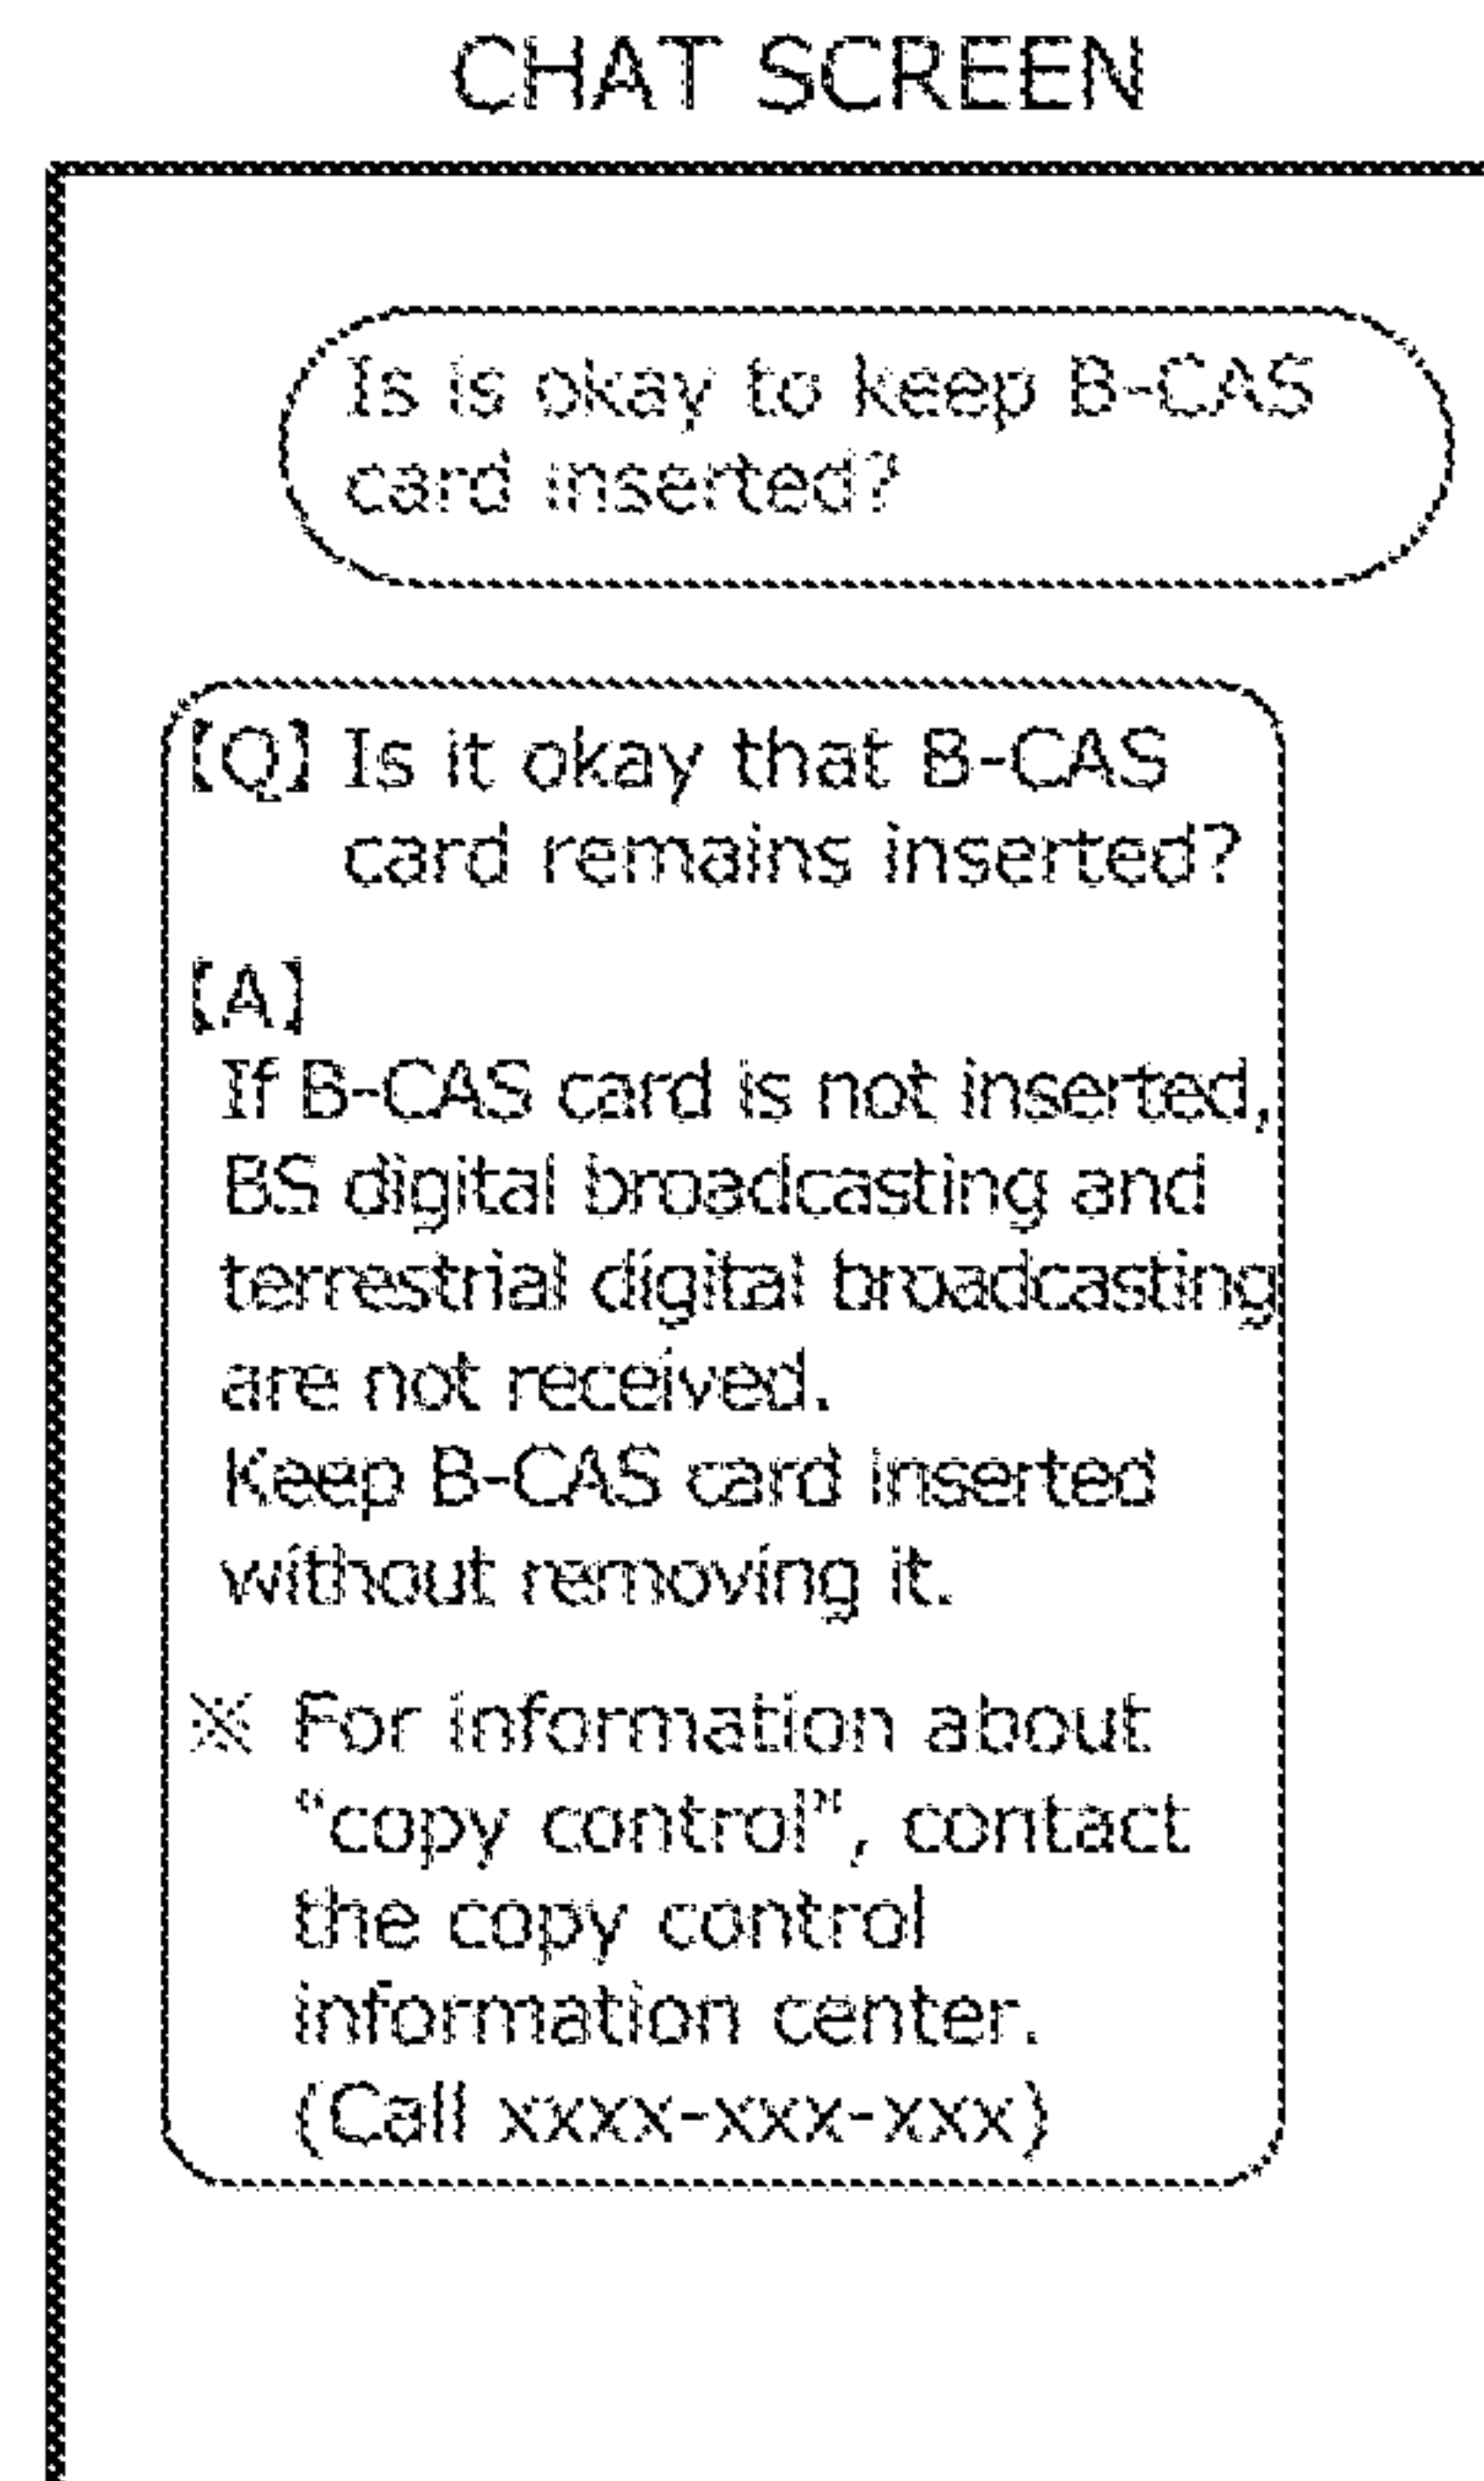 CHAT SCREEN
Is is okay to keep B-CAS
card inserted?
【Q】 Is it okay that B-CAS
card remains inserted?
【A】
If B-CAS card is not inserted,
BS digital broadcasting and
terrestrial digital broadcasting
are not received.
Keep B-CAS card inserted
without removing it.
※ For information about
“copy control”, contact
the copy control
information center.
(Call xxxx-xxx-xxx)